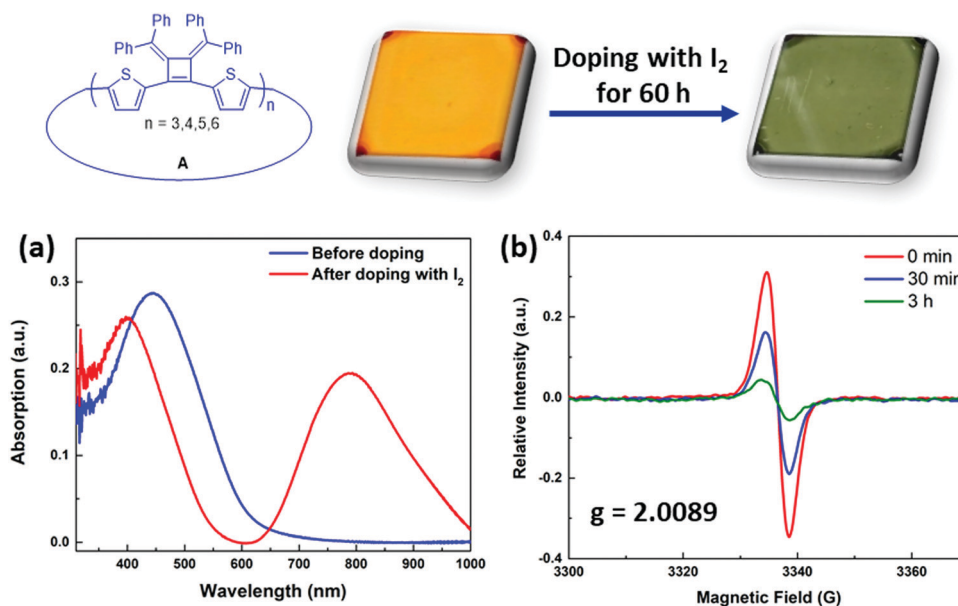 Ph Ph
Ph Ph
S S
n
n = 3,4,5,6
A
Doping with I₂
for 60 h
(a)
Before doping
After doping with I₂
0.3
0.2
0.1
0.0
Absorption (a.u.)
400 500 600 700 800 900 1000
Wavelength (nm)
(b)
0 min
30 min
3 h
0.4
0.2
0.0
-0.2
-0.4
Relative Intensity (a.u.)
g = 2.0089
3300 3320 3340 3360
Magnetic Field (G)